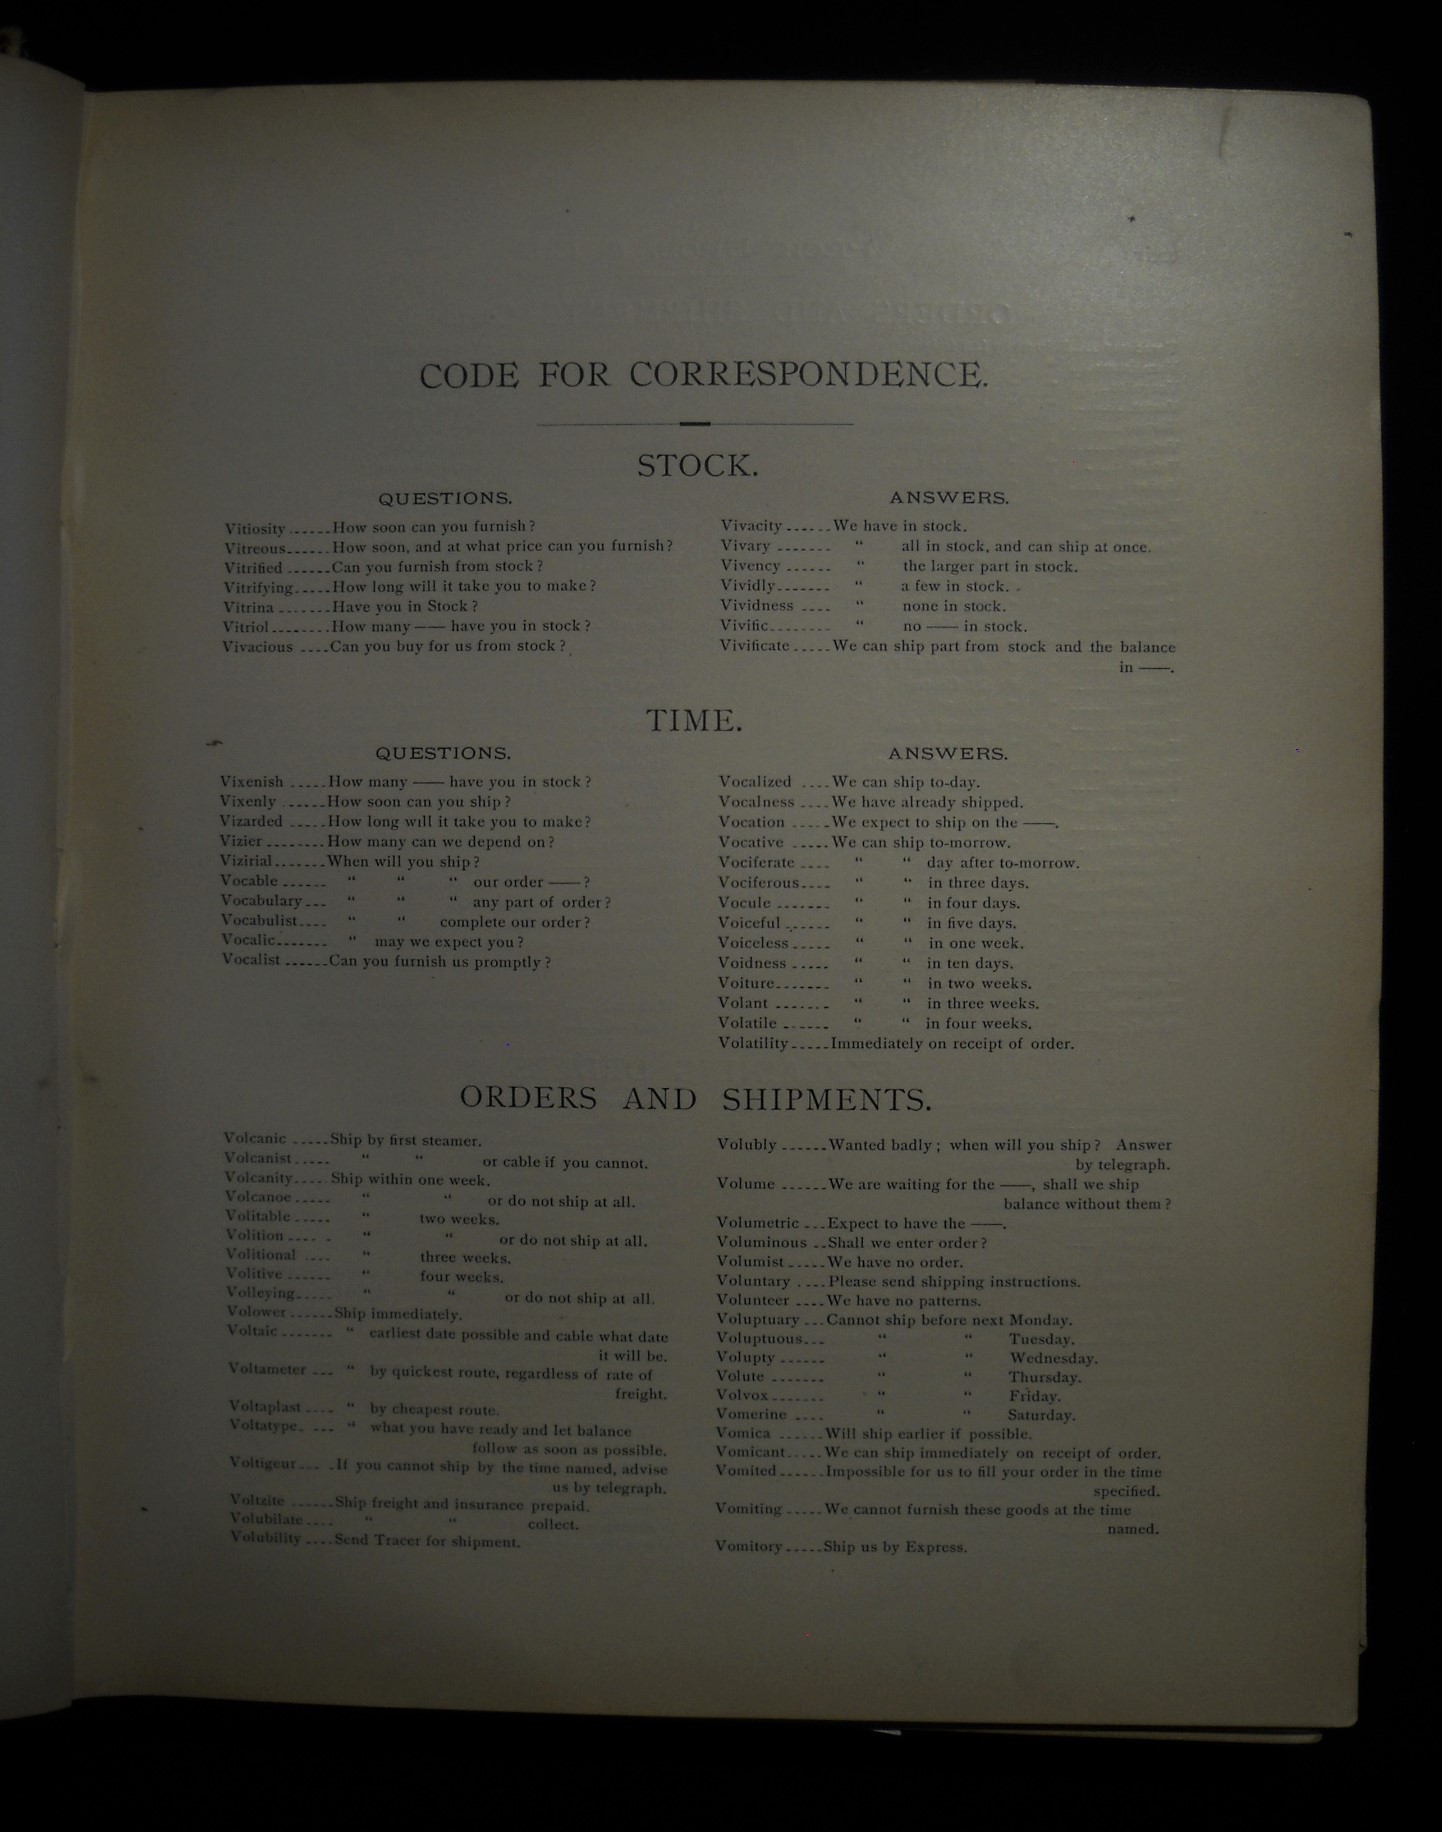 CODE FOR CORRESPONDENCE.
STOCK.
QUESTIONS.
Vitiosity ......How soon can you furnish?
Vitreous......How soon, and at what price can you furnish?
Vitrified ......Can you furnish from stock?
Vitrifying.....How long will it take you to make?
Vitrina .......Have you in Stock?
Vitriol........How many —— have you in stock?
Vivacious ....Can you buy for us from stock?
ANSWERS.
Vivacity ......We have in stock.
Vivary ....... “ all in stock, and can ship at once.
Vivency ...... “ the larger part in stock.
Vividly....... “ a few in stock.
Vividness .... “ none in stock.
Vivific........ “ no —— in stock.
Vivificate .....We can ship part from stock and the balance
in ——.
TIME.
QUESTIONS.
Vixenish .....How many —— have you in stock?
Vixenly ......How soon can you ship?
Vizarded .....How long will it take you to make?
Vizier ........How many can we depend on?
Vizirial.......When will you ship?
Vocable ...... “ “ “ our order —— ?
Vocabulary... “ “ “ any part of order?
Vocabulist.... “ “ complete our order?
Vocalic....... “ may we expect you?
Vocalist ......Can you furnish us promptly?
ANSWERS.
Vocalized ....We can ship to-day.
Vocalness ....We have already shipped.
Vocation .....We expect to ship on the ——.
Vocative .....We can ship to-morrow.
Vociferate .... “ “ day after to-morrow.
Vociferous.... “ “ in three days.
Vocule ....... “ “ in four days.
Voiceful ...... “ “ in five days.
Voiceless ..... “ “ in one week.
Voidness ..... “ “ in ten days.
Voiture....... “ “ in two weeks.
Volant ....... “ “ in three weeks.
Volatile ...... “ “ in four weeks.
Volatility.....Immediately on receipt of order.
ORDERS AND SHIPMENTS.
Volcanic .....Ship by first steamer.
Volcanist..... “ “ or cable if you cannot.
Volcanity.....Ship within one week.
Volcanoe ..... “ “ or do not ship at all.
Volitable ..... “ two weeks.
Volition ..... “ “ or do not ship at all.
Volitional .... “ three weeks.
Volitive ...... “ four weeks.
Volleying..... “ “ or do not ship at all.
Volower ......Ship immediately.
Voltaic ....... “ earliest date possible and cable what date
it will be.
Voltameter ... “ by quickest route, regardless of rate of
freight.
Voltaplast .... “ by cheapest route.
Voltatype. ... “ what you have ready and let balance
follow as soon as possible.
Voltigeur... .If you cannot ship by the time named, advise
us by telegraph.
Voltzite ......Ship freight and insurance prepaid.
Volubilate .... “ “ collect.
Volubility ....Send Tracer for shipment.
Volubly ......Wanted badly; when will you ship? Answer
by telegraph.
Volume ......We are waiting for the ——, shall we ship
balance without them?
Volumetric ...Expect to have the ——.
Voluminous ..Shall we enter order?
Volumist .....We have no order.
Voluntary ....Please send shipping instructions.
Volunteer ....We have no patterns.
Voluptuary ...Cannot ship before next Monday.
Voluptuous... “ “ Tuesday.
Volupty ...... “ “ Wednesday.
Volute ....... “ “ Thursday.
Volvox....... “ “ Friday.
Vomerine .... “ “ Saturday.
Vomica ......Will ship earlier if possible.
Vomicant.....We can ship immediately on receipt of order.
Vomited ......Impossible for us to fill your order in the time
specified.
Vomiting .....We cannot furnish these goods at the time
named.
Vomitory .....Ship us by Express.